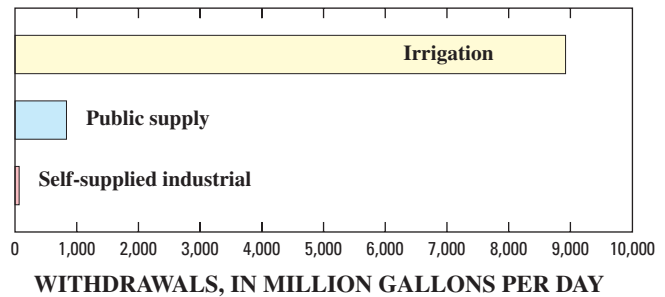 Irrigation
Public supply
Self-supplied industrial
0 1,000 2,000 3,000 4,000 5,000 6,000 7,000 8,000 9,000 10,000
WITHDRAWALS, IN MILLION GALLONS PER DAY